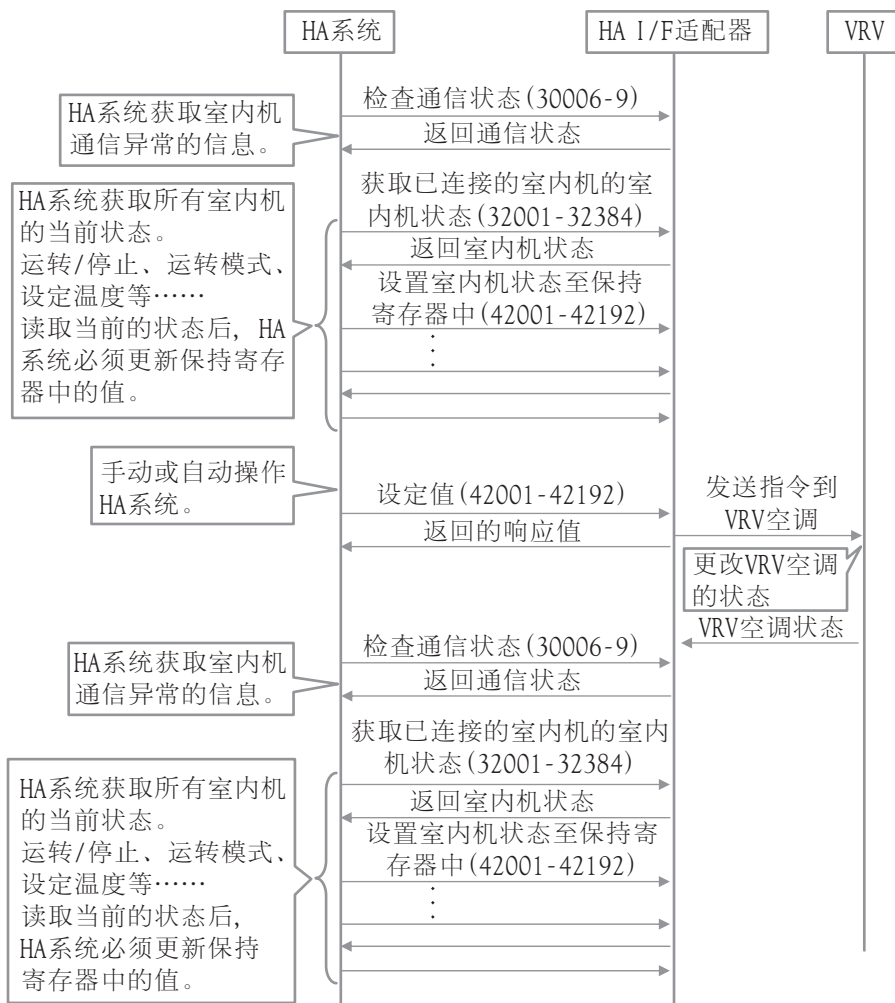 HA系统
HA I/F适配器
VRV
HA系统获取室内机
通信异常的信息。
检查通信状态(30006-9)
返回通信状态
HA系统获取所有室内机
的当前状态。
运转/停止、运转模式、
设定温度等……
读取当前的状态后, HA
系统必须更新保持寄存
器中的值。
获取已连接的室内机的室
内机状态(32001-32384)
返回室内机状态
设置室内机状态至保持
寄存器中(42001-42192)
⋮
手动或自动操作
HA系统。
设定值(42001-42192)
返回的响应值
发送指令到
VRV空调
更改VRV空调
的状态
VRV空调状态
HA系统获取室内机
通信异常的信息。
检查通信状态(30006-9)
返回通信状态
HA系统获取所有室内机
的当前状态。
运转/停止、运转模式、
设定温度等……
读取当前的状态后,
HA系统必须更新保持
寄存器中的值。
获取已连接的室内机的室内
机状态(32001-32384)
返回室内机状态
设置室内机状态至保持寄
存器中(42001-42192)
⋮